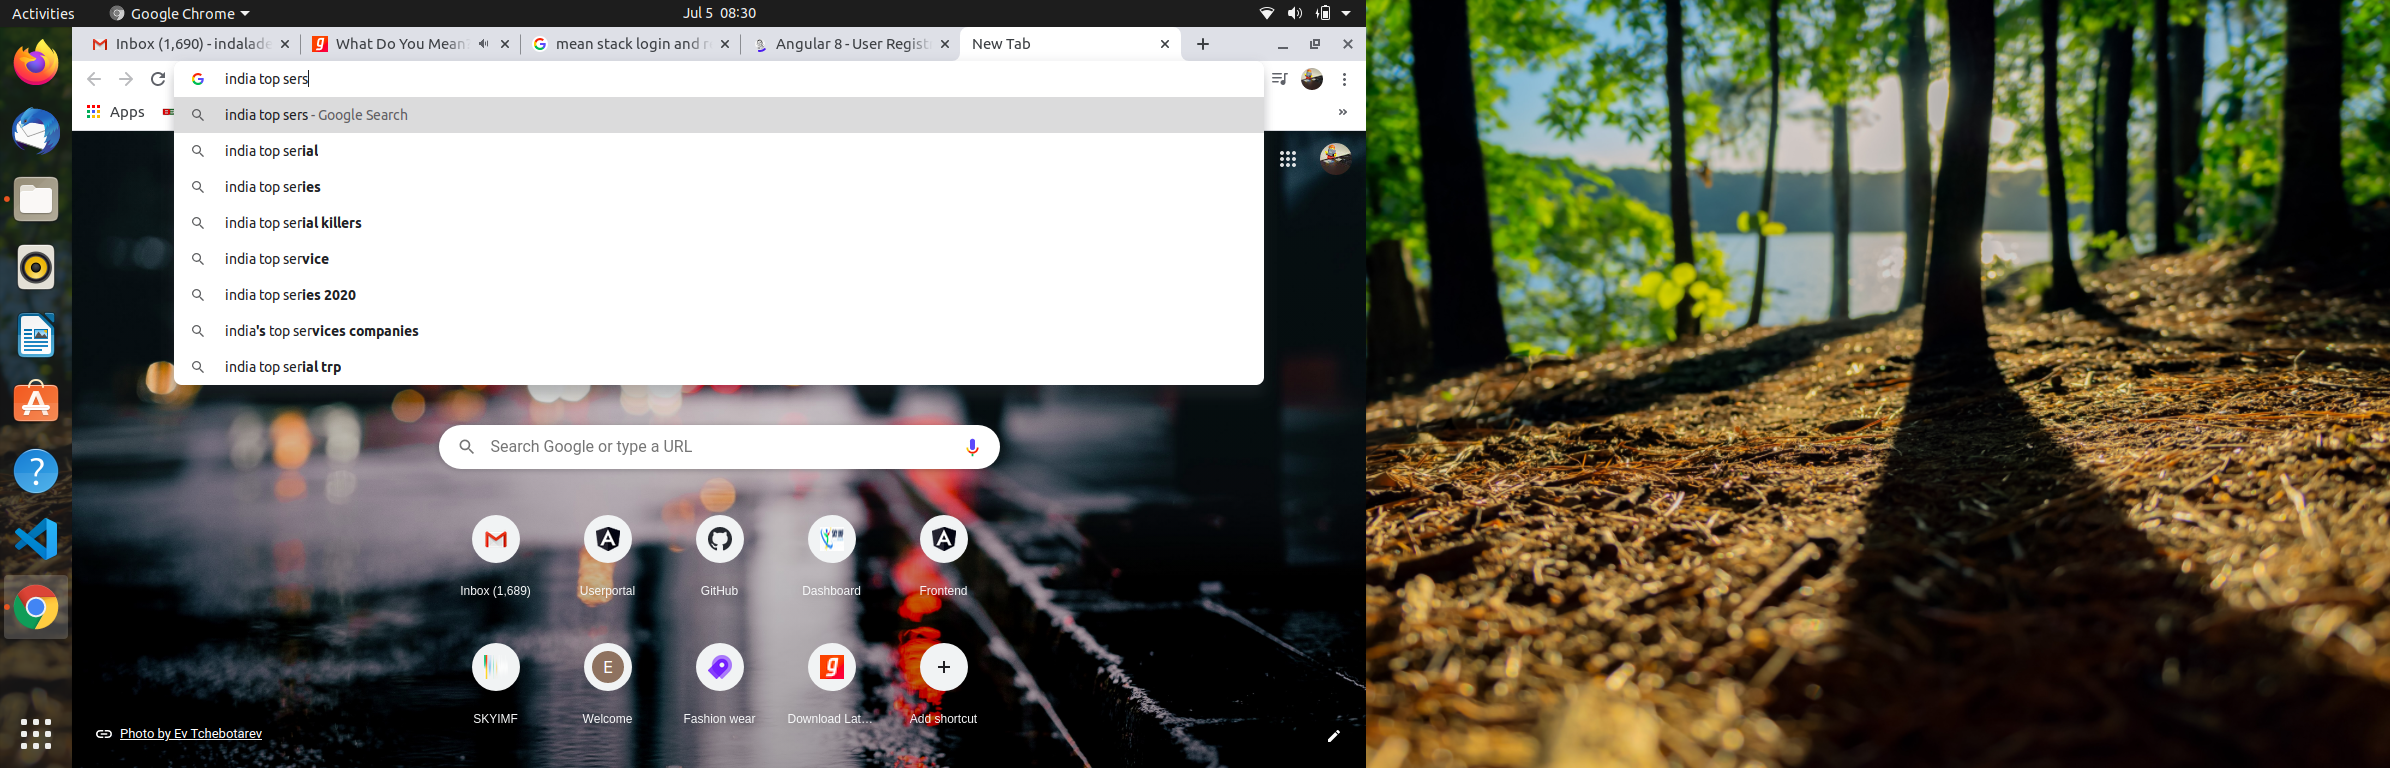 Activities
Google Chrome
Jul 5 08:30
Inbox (1,690) - indalade
What Do You Mean?
mean stack login and r
Angular 8 - User Regist
New Tab
india top sers
Apps
india top sers - Google Search
india top serial
india top series
india top serial killers
india top service
india top series 2020
india's top services companies
india top serial trp
Search Google or type a URL
Inbox (1,689)
Userportal
GitHub
Dashboard
Frontend
E
SKYIMF
Welcome
Fashion wear
Download Lat...
Add shortcut
Photo by Ev Tchebotarev